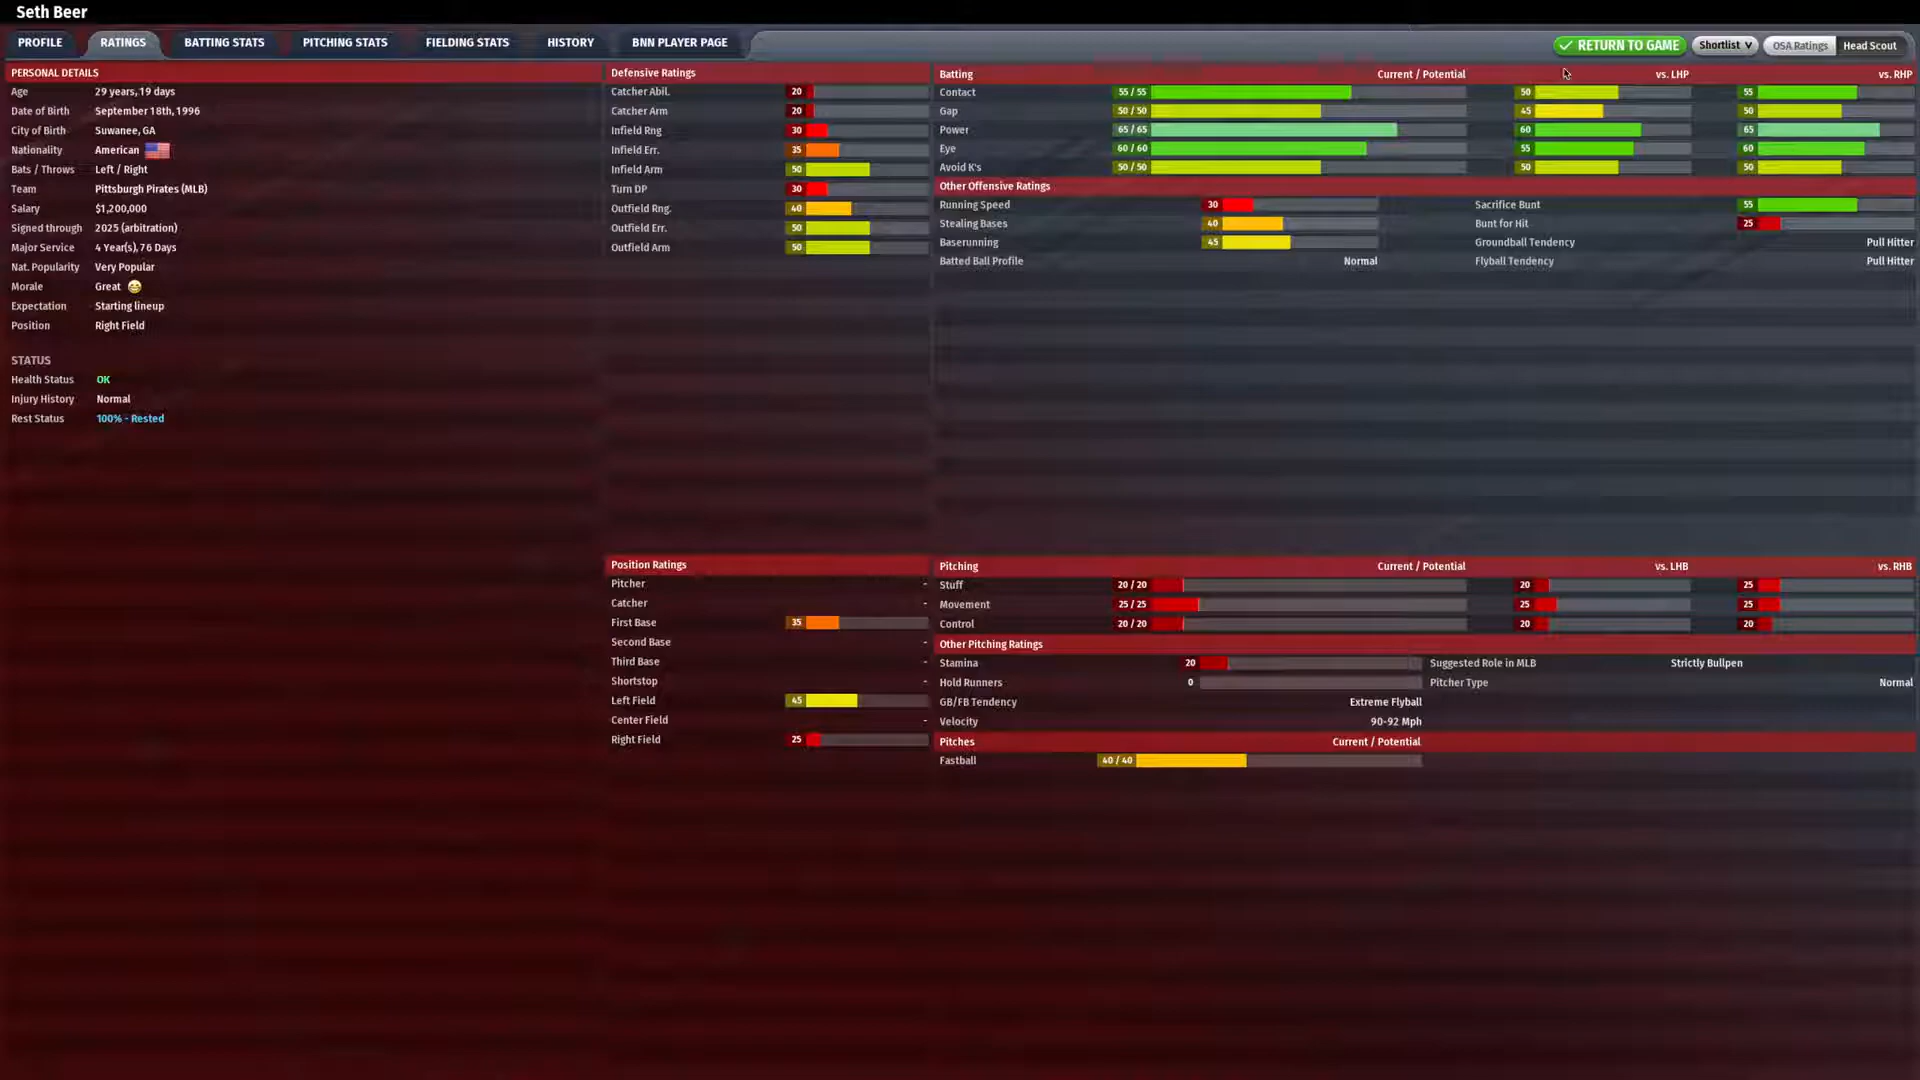 Seth Beer
PROFILE RATINGS BATTING STATS PITCHING STATS FIELDING STATS HISTORY BNN PLAYER PAGE RETURN TO GAME Shortlist V OSA Ratings Head Scout
PERSONAL DETAILS
Age 29 years, 19 days
Date of Birth September 18th, 1996
City of Birth Suwanee, GA
Nationality American
Bats / Throws Left / Right
Team Pittsburgh Pirates (MLB)
Salary $1,200,000
Signed through 2025 (arbitration)
Major Service 4 Year(s), 76 Days
Nat. Popularity Very Popular
Morale Great
Expectation Starting lineup
Position Right Field
STATUS
Health Status OK
Injury History Normal
Rest Status 100% - Rested
Defensive Ratings
Catcher Abil. 20
Catcher Arm 20
Infield Rng 30
Infield Err. 35
Infield Arm 50
Turn DP 30
Outfield Rng. 40
Outfield Err. 50
Outfield Arm 50
Batting Current / Potential vs. LHP vs. RHP
Contact 55 / 55 50 55
Gap 50 / 50 45 50
Power 65 / 65 60 65
Eye 60 / 60 55 60
Avoid K's 50 / 50 50 50
Other Offensive Ratings
Running Speed 30 Sacrifice Bunt 55
Stealing Bases 40 Bunt for Hit 25
Baserunning 45 Groundball Tendency Pull Hitter
Batted Ball Profile Normal Flyball Tendency Pull Hitter
Position Ratings
Pitcher -
Catcher -
First Base 35
Second Base -
Third Base -
Shortstop -
Left Field 45
Center Field -
Right Field 25
Pitching Current / Potential vs. LHB vs. RHB
Stuff 20 / 20 20 25
Movement 25 / 25 25 25
Control 20 / 20 20 20
Other Pitching Ratings
Stamina 20 Suggested Role in MLB Strictly Bullpen
Hold Runners 0 Pitcher Type Normal
GB/FB Tendency Extreme Flyball
Velocity 90-92 Mph
Pitches Current / Potential
Fastball 40 / 40